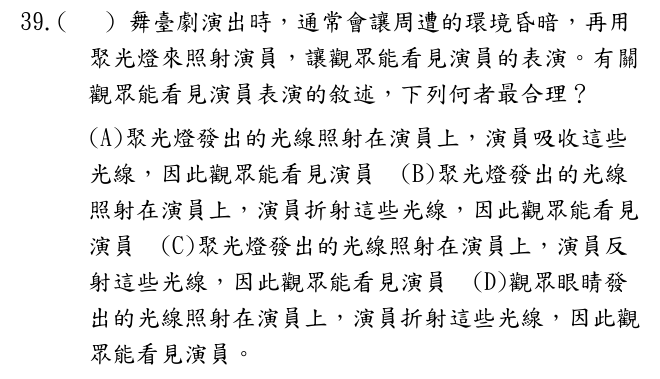 39.(　　) 舞臺劇演出時，通常會讓周遭的環境昏暗，再用
聚光燈來照射演員，讓觀眾能看見演員的表演。有關
觀眾能看見演員表演的敘述，下列何者最合理？
(A)聚光燈發出的光線照射在演員上，演員吸收這些
光線，因此觀眾能看見演員　(B)聚光燈發出的光線
照射在演員上，演員折射這些光線，因此觀眾能看見
演員　(C)聚光燈發出的光線照射在演員上，演員反
射這些光線，因此觀眾能看見演員　(D)觀眾眼睛發
出的光線照射在演員上，演員折射這些光線，因此觀
眾能看見演員。